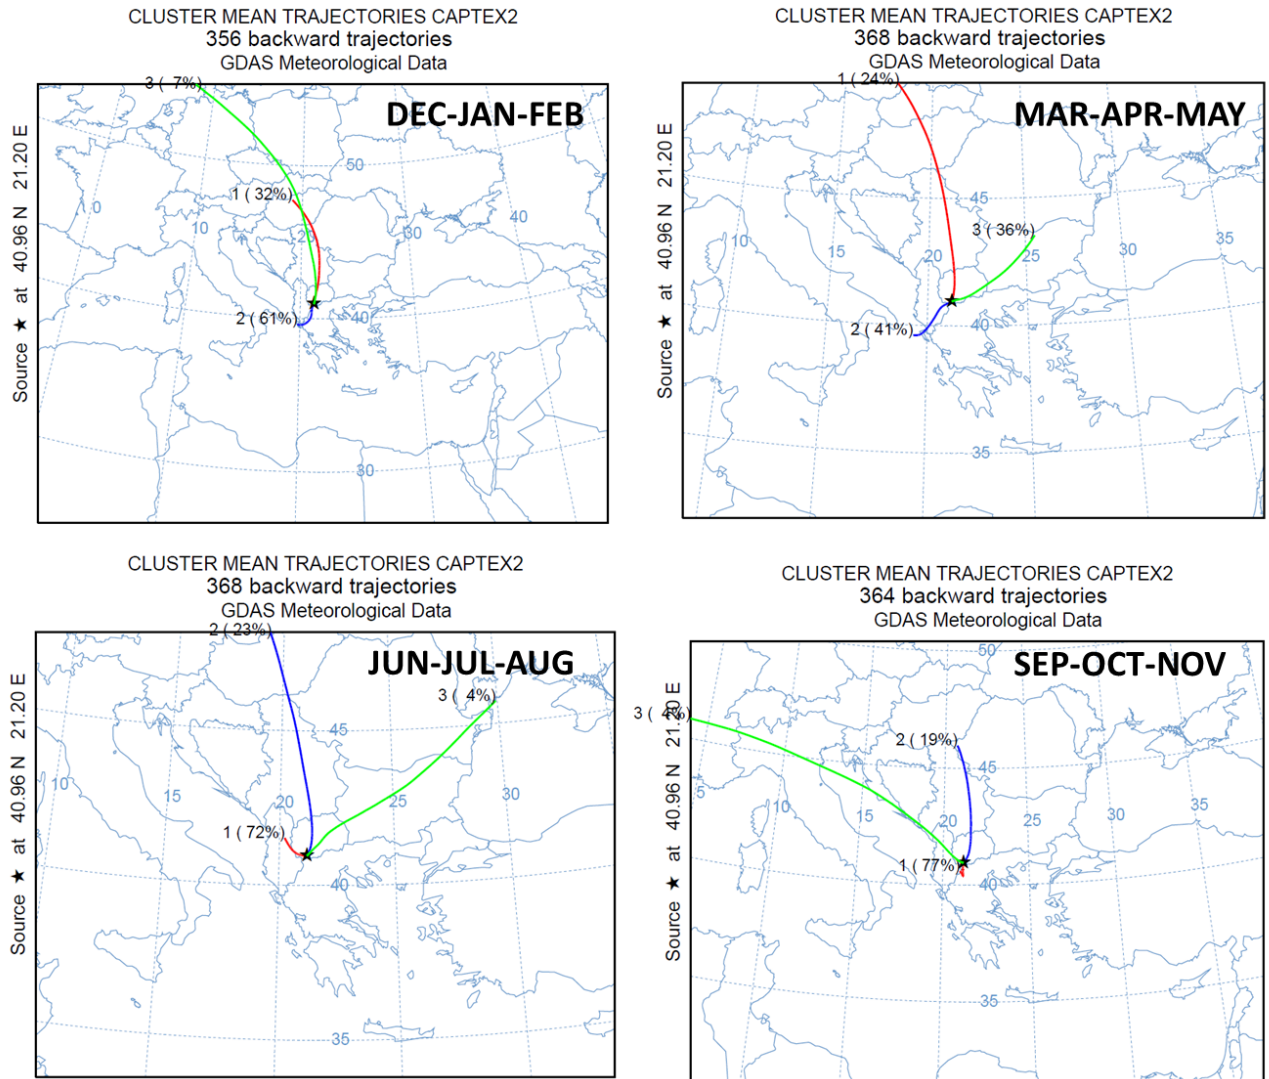 CLUSTER MEAN TRAJECTORIES CAPTEX2
356 backward trajectories
GDAS Meteorological Data
DEC-JAN-FEB
Source ★ at 40.96 N 21.20 E
3 ( 7%)
50
1 ( 32%)
0
10
20
30
40
2 ( 61%)
40
30
CLUSTER MEAN TRAJECTORIES CAPTEX2
368 backward trajectories
GDAS Meteorological Data
MAR-APR-MAY
Source ★ at 40.96 N 21.20 E
1 ( 24%)
45
3 ( 36%)
10
15
20
25
30
35
2 ( 41%)
40
35
CLUSTER MEAN TRAJECTORIES CAPTEX2
368 backward trajectories
GDAS Meteorological Data
JUN-JUL-AUG
Source ★ at 40.96 N 21.20 E
2 ( 23%)
3 ( 4%)
45
10
15
20
25
30
1 ( 72%)
40
35
CLUSTER MEAN TRAJECTORIES CAPTEX2
364 backward trajectories
GDAS Meteorological Data
SEP-OCT-NOV
Source ★ at 40.96 N 21.20 E
50
3 ( 4%)
2 ( 19%)
45
5
10
15
20
25
30
35
1 ( 77%)
40
35